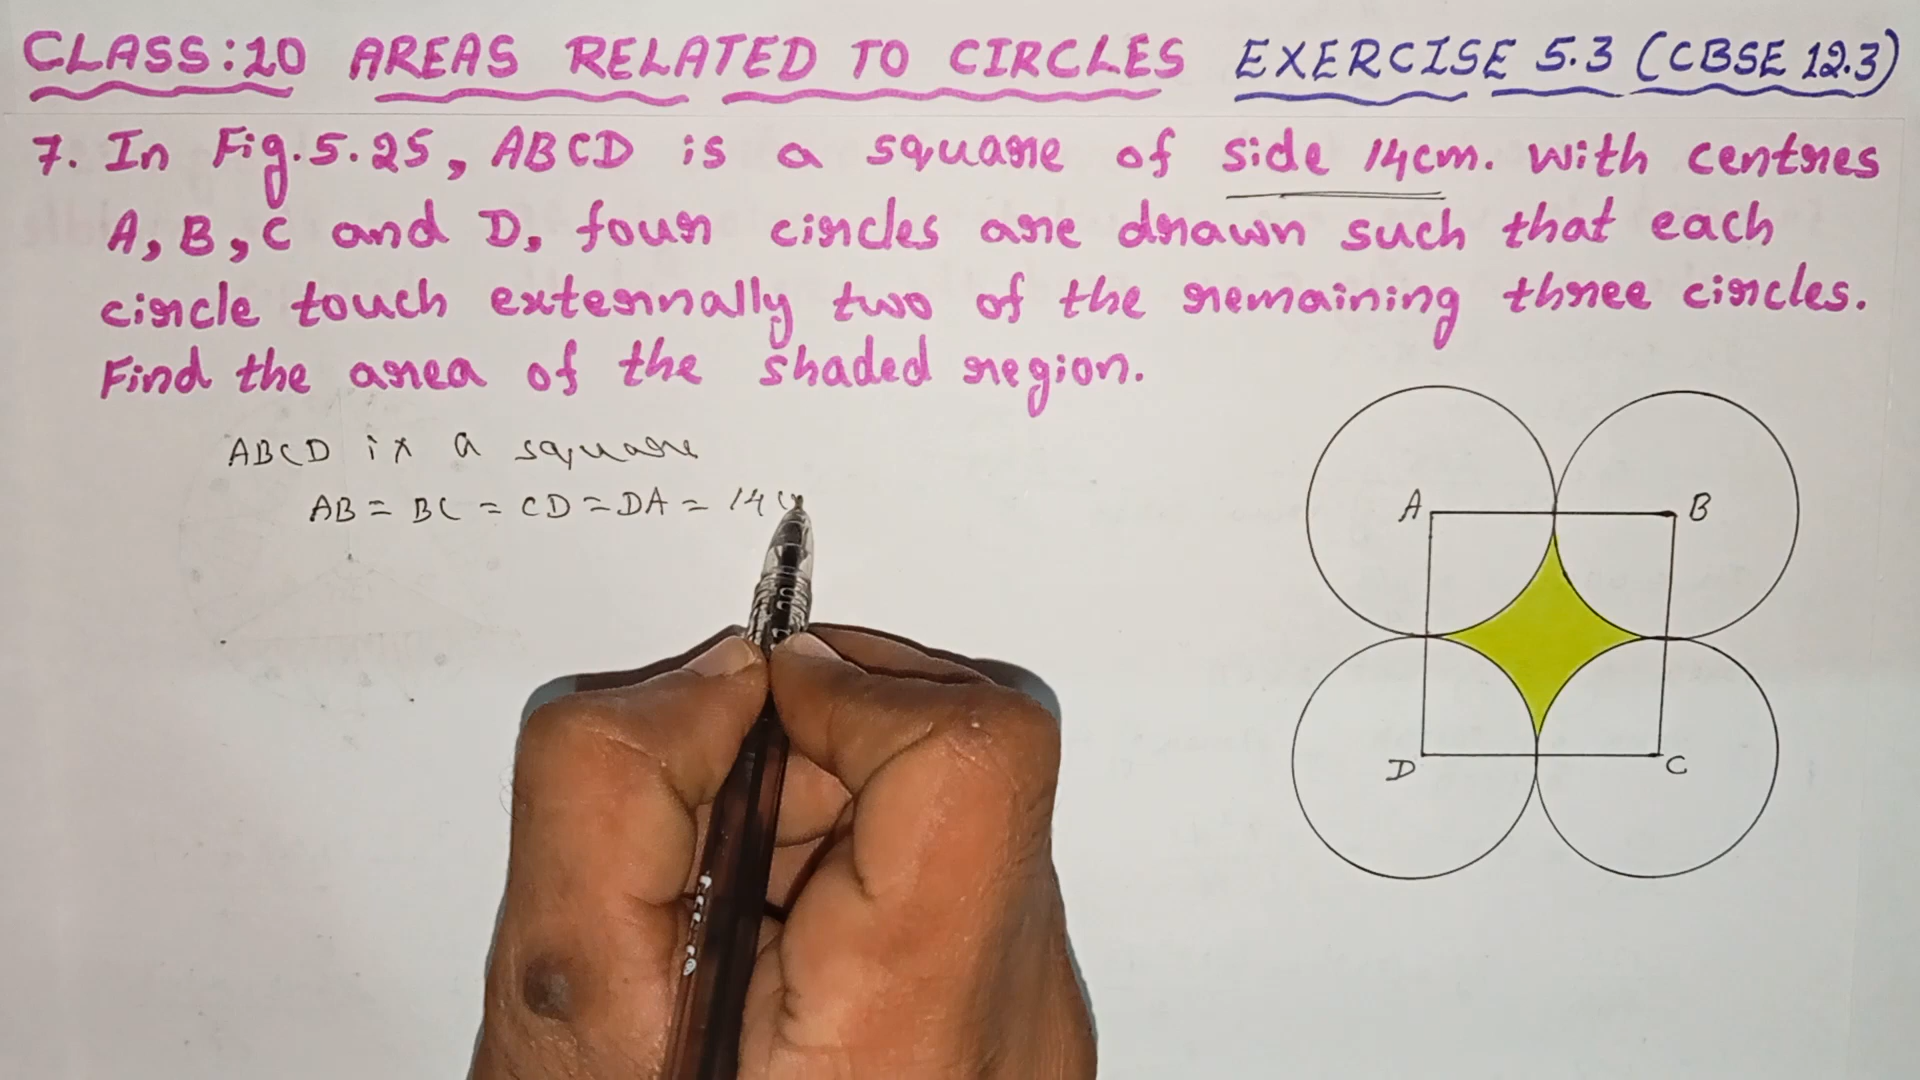 CLASS:10 AREAS RELATED TO CIRCLES EXERCISE 5.3 (CBSE 12.3)
7. In Fig.5.25, ABCD is a square of side 14cm. With centres
A, B, C and D, four circles are drawn such that each
circle touch externally two of the remaining three circles.
Find the area of the shaded region.
ABCD is a square
AB = BC = CD = DA = 14
A
B
D
C